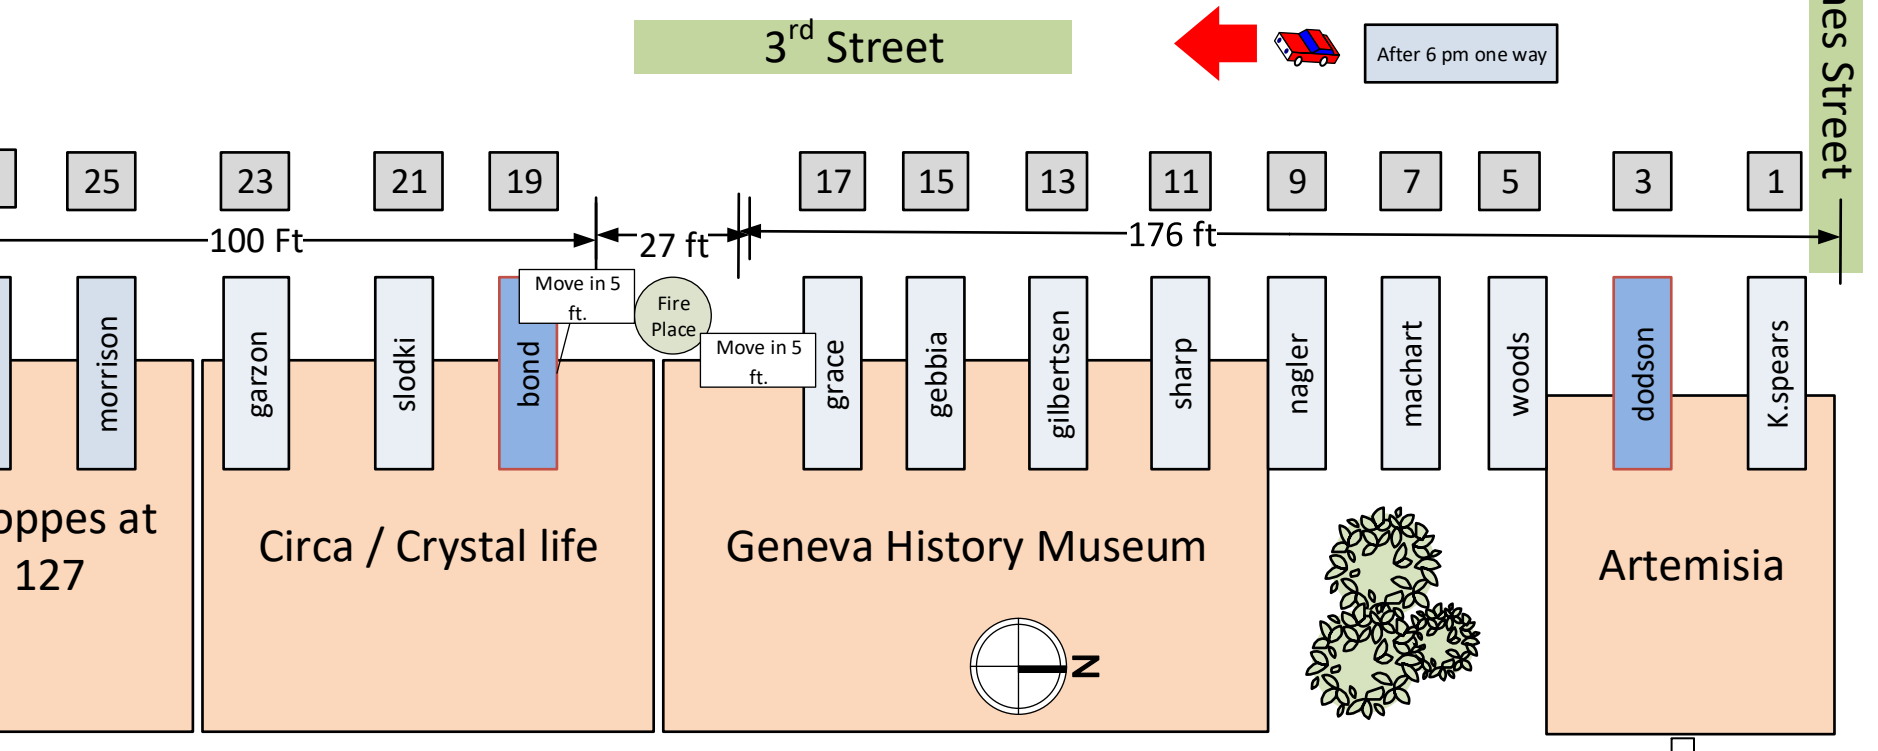 3rd Street
After 6 pm one way
nes Street
25
23
21
19
17
15
13
11
9
7
5
3
1
100 Ft
27 ft
176 ft
Move in 5
ft.
Fire
Place
Move in 5
ft.
morrison
garzon
slodki
bond
grace
gebbia
gilbertsen
sharp
nagler
machart
woods
dodson
K.spears
oppes at
127
Circa / Crystal life
Geneva History Museum
Artemisia
N